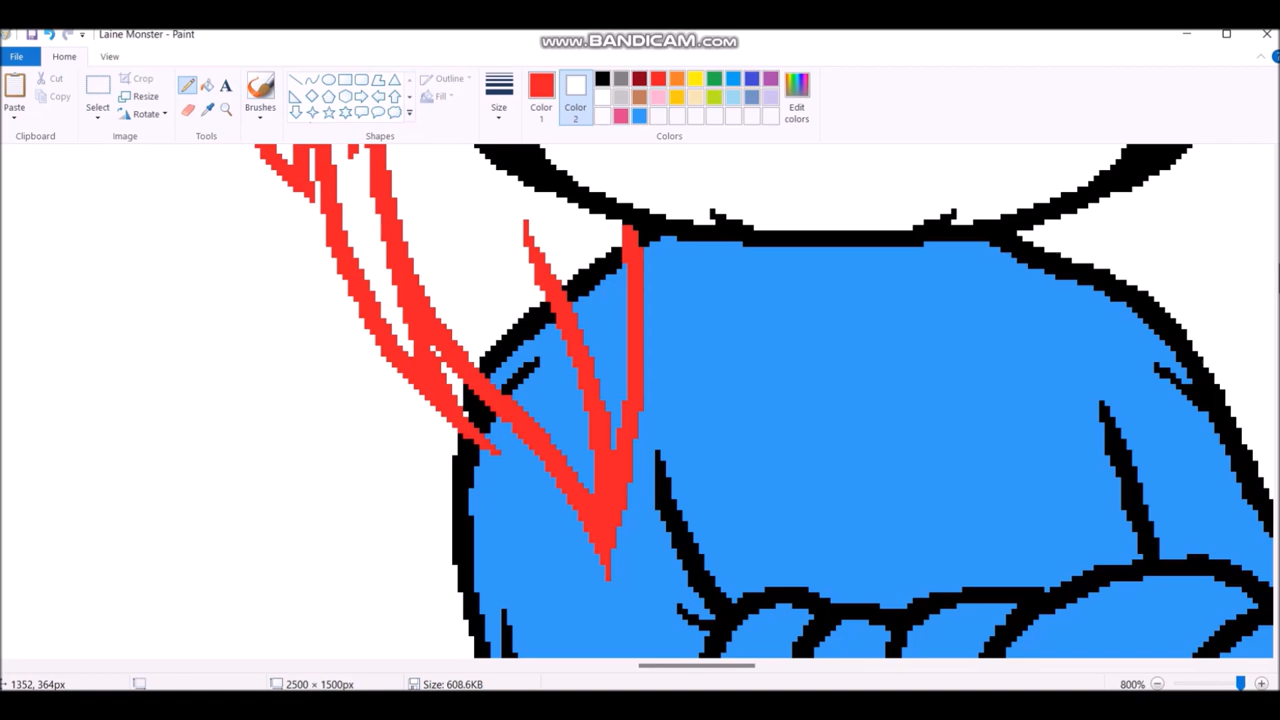 www.BANDICAM.com
Laine Monster - Paint
File Home View
Paste
Cut
Copy
Clipboard
Select
Crop
Resize
Rotate
Image
A
Tools
Brushes
Outline
Fill
Shapes
Size
Color 1
Color 2
Edit colors
Colors
1352, 364px 2500 × 1500px Size: 608.6KB 800%